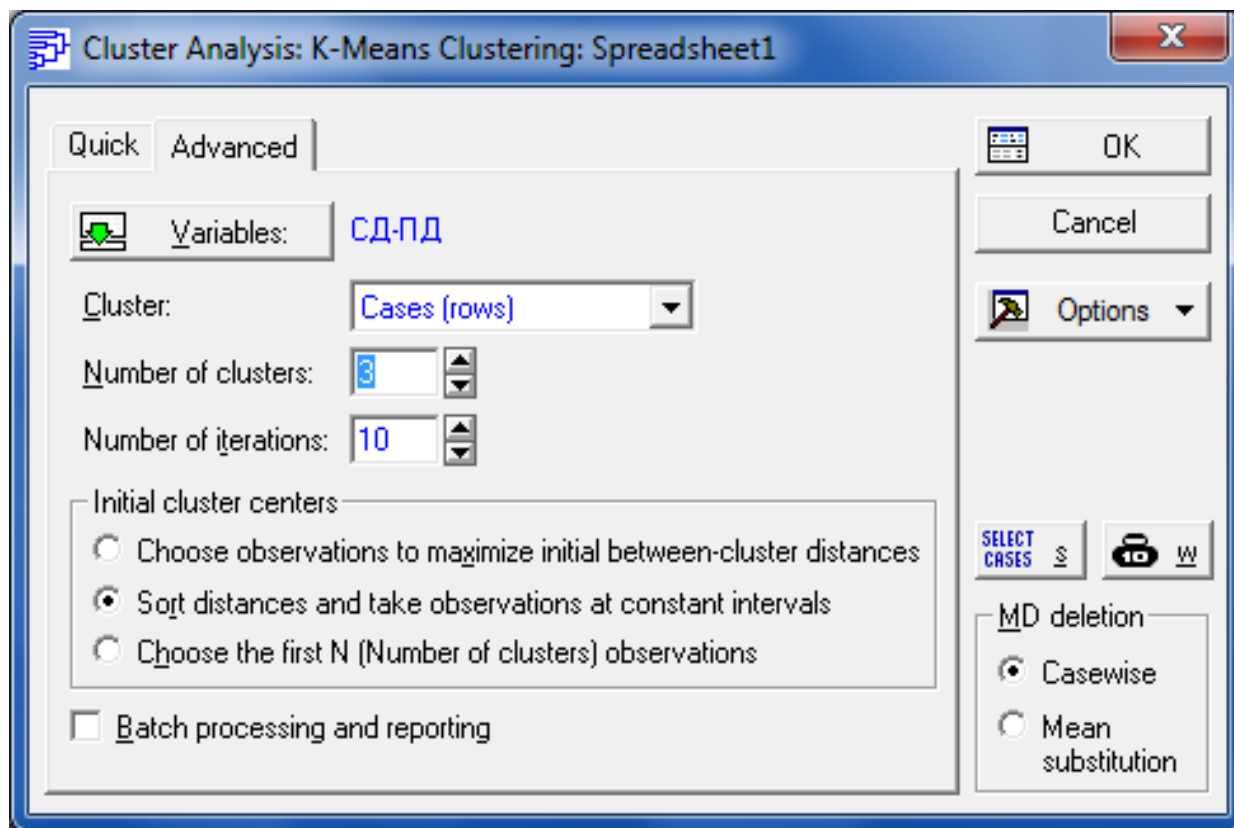 Cluster Analysis: K-Means Clustering: Spreadsheet1
Quick
Advanced
Variables:
СД-ПД
Cluster:
Cases (rows)
Number of clusters:
3
Number of iterations:
10
Initial cluster centers
Choose observations to maximize initial between-cluster distances
Sort distances and take observations at constant intervals
Choose the first N (Number of clusters) observations
Batch processing and reporting
OK
Cancel
Options
SELECT
CASES
S
W
MD deletion
Casewise
Mean
substitution